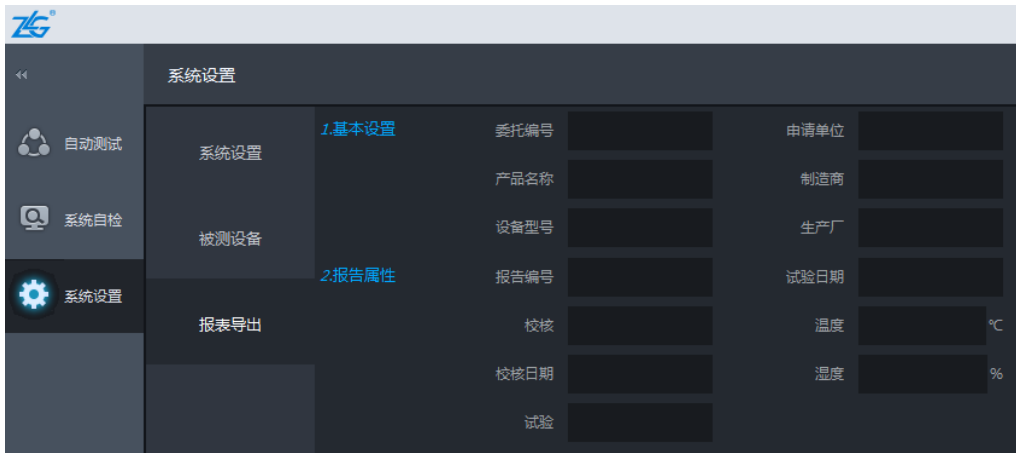 ZLG®
系统设置
自动测试
系统自检
系统设置
系统设置
被测设备
报表导出
1.基本设置 委托编号 申请单位
产品名称 制造商
设备型号 生产厂
2.报告属性 报告编号 试验日期
校核 温度 ℃
校核日期 湿度 %
试验